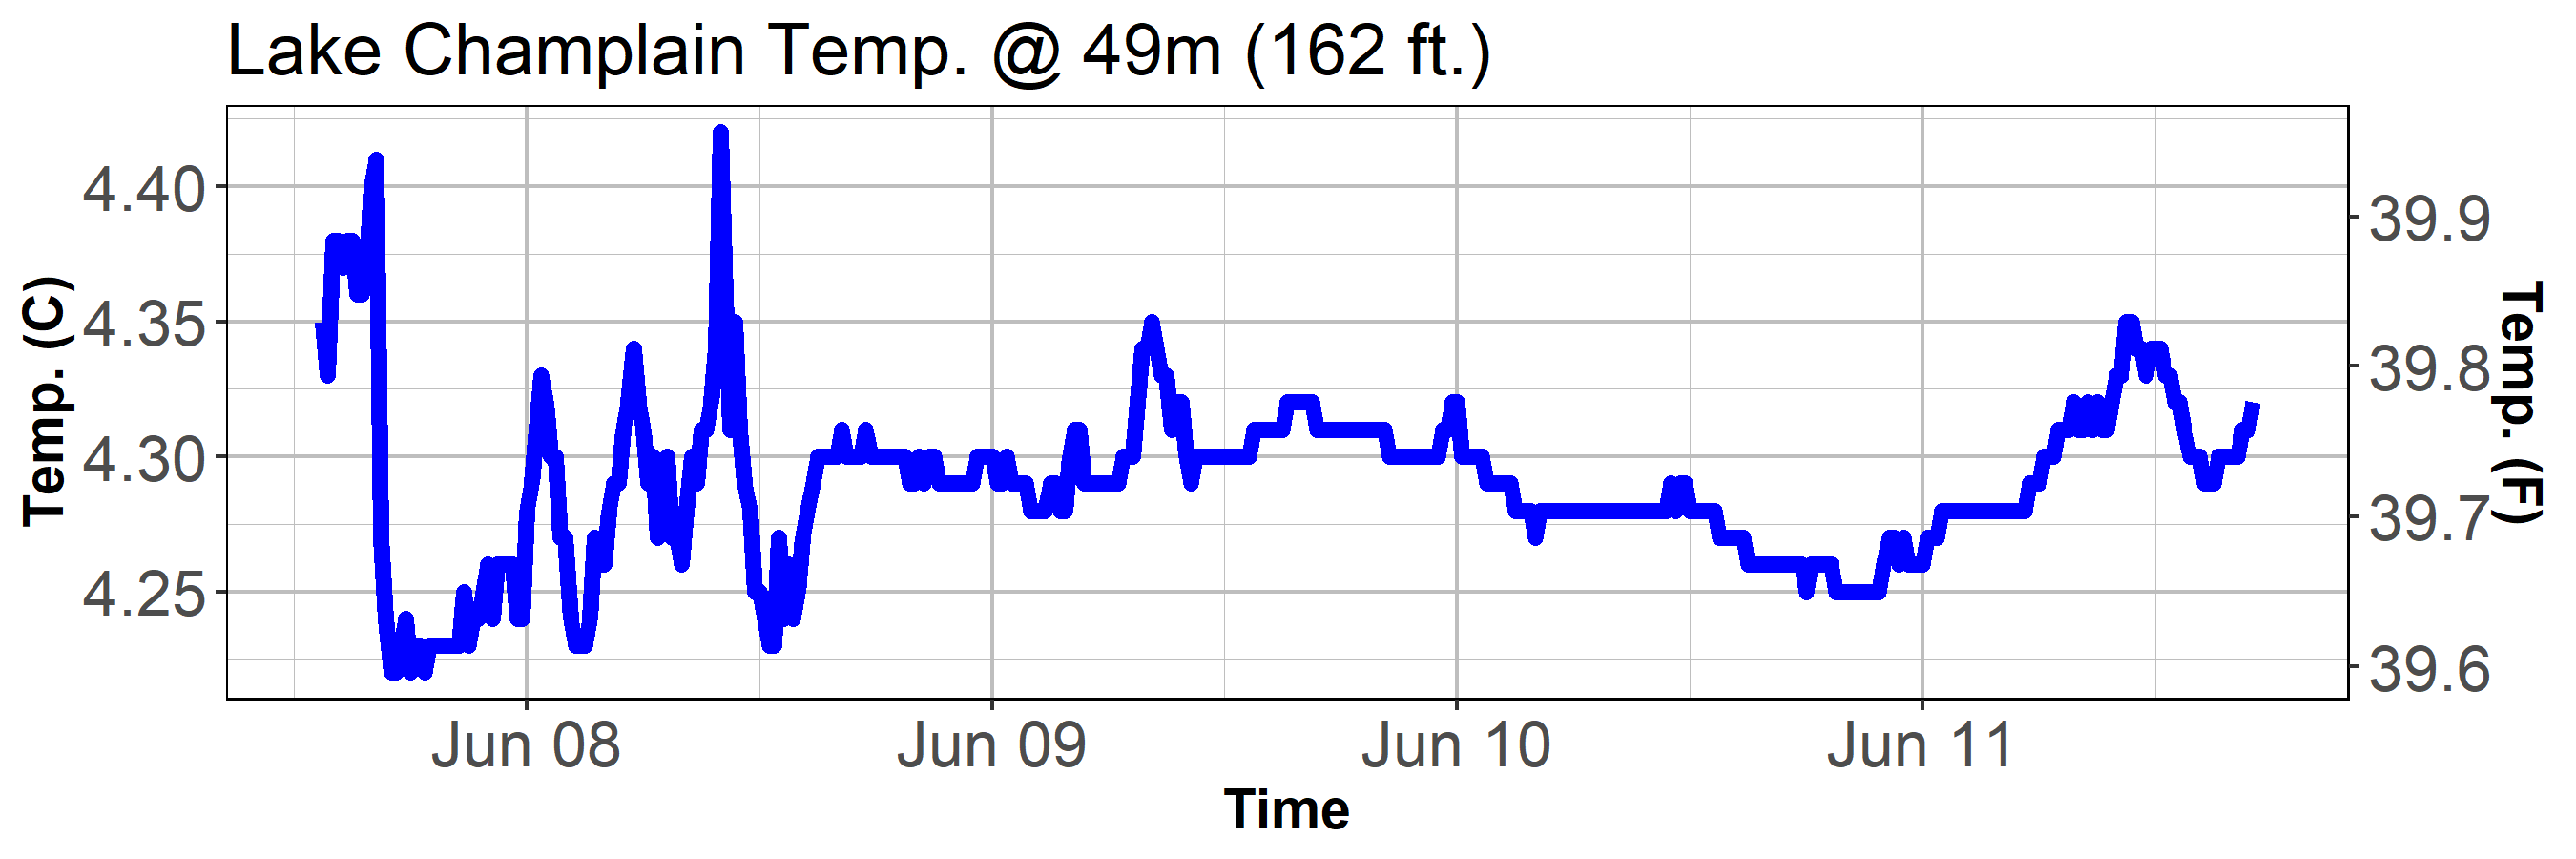 Lake Champlain Temp. @ 49m (162 ft.)
Temp. (C)
4.40
4.35
4.30
4.25
39.9
39.8
39.7
39.6
Temp. (F)
Jun 08 Jun 09 Jun 10 Jun 11
Time